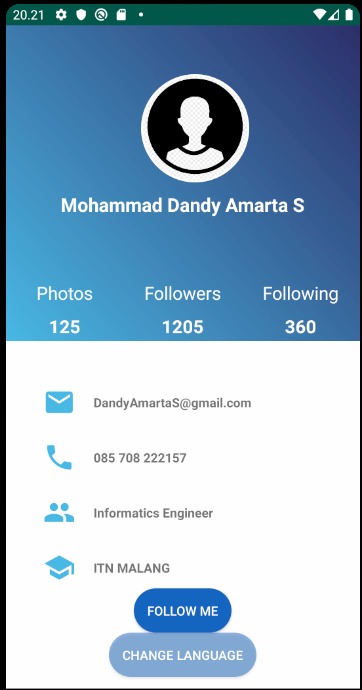 20.21
Mohammad Dandy Amarta S
Photos Followers Following
125 1205 360
DandyAmartaS@gmail.com
085 708 222157
Informatics Engineer
ITN MALANG
FOLLOW ME
CHANGE LANGUAGE